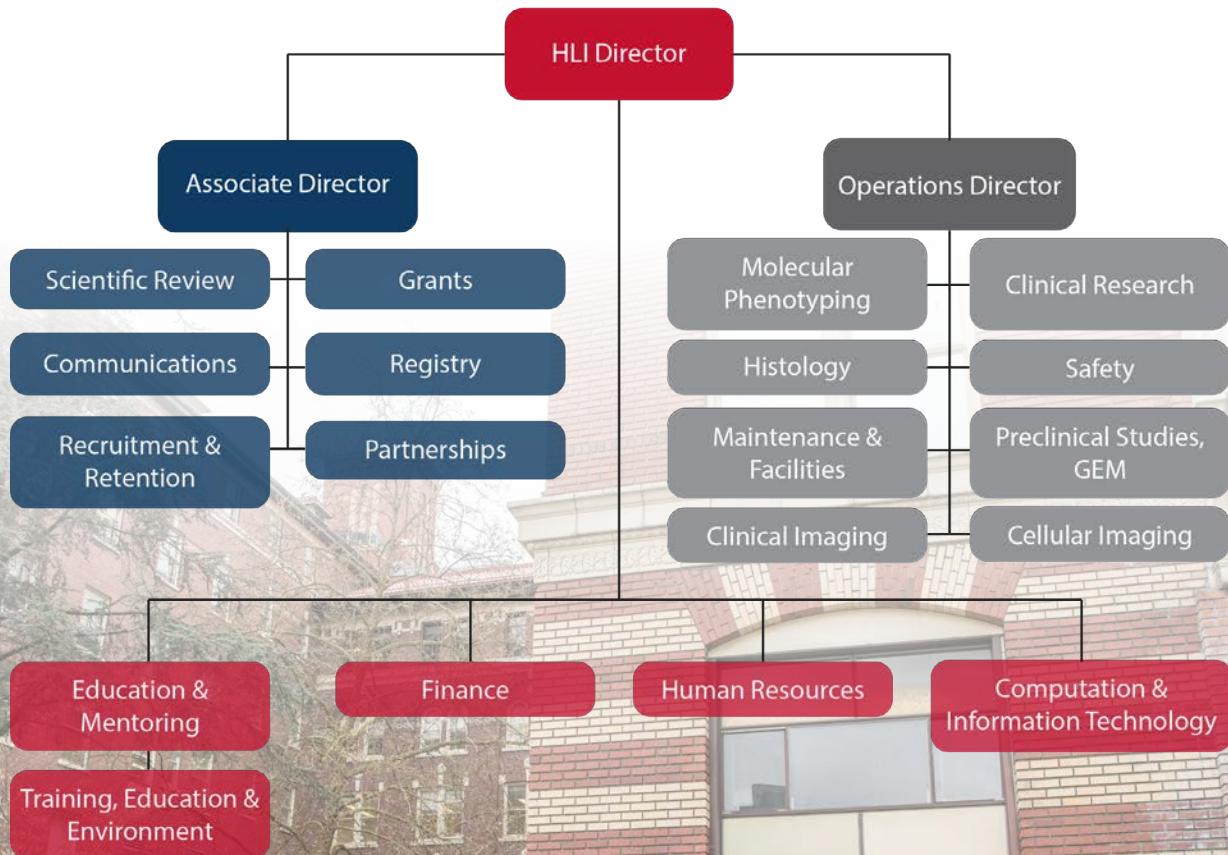 HLI Director
Associate Director
Operations Director
Scientific Review
Grants
Communications
Registry
Recruitment &
Retention
Partnerships
Molecular
Phenotyping
Clinical Research
Histology
Safety
Maintenance &
Facilities
Preclinical Studies,
GEM
Clinical Imaging
Cellular Imaging
Education &
Mentoring
Finance
Human Resources
Computation &
Information Technology
Training, Education &
Environment